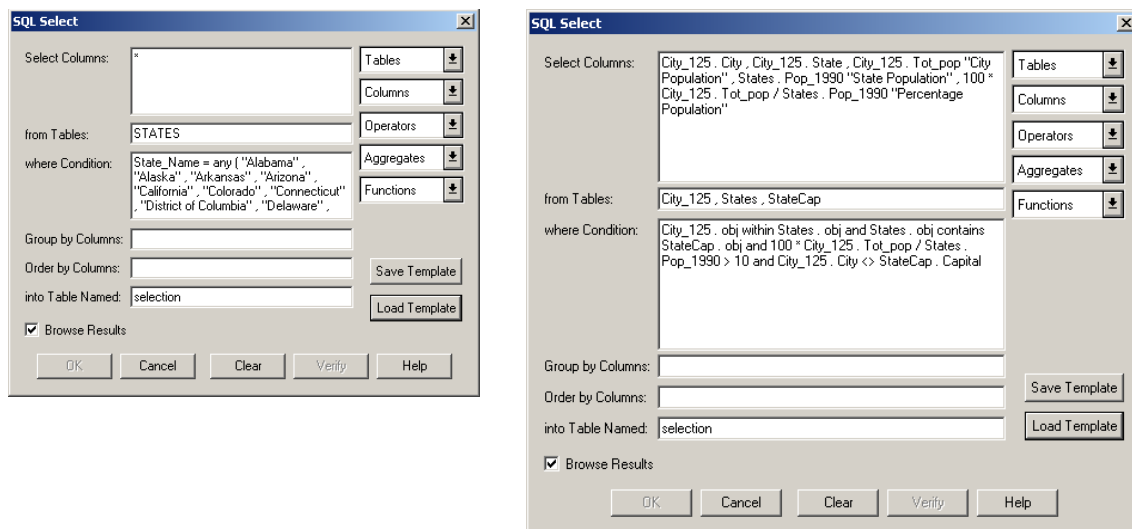 SQL Select
Select Columns:
*
Tables
Columns
from Tables:
STATES
Operators
where Condition:
State_Name = any ( "Alabama" ,
"Alaska" , "Arkansas" , "Arizona" ,
"California" , "Colorado" , "Connecticut"
, "District of Columbia" , "Delaware" ,
Aggregates
Functions
Group by Columns:
Order by Columns:
Save Template
into Table Named:
selection
Load Template
Browse Results
OK
Cancel
Clear
Verify
Help
SQL Select
Select Columns:
City_125 . City , City_125 . State , City_125 . Tot_pop "City
Population" , States . Pop_1990 "State Population" , 100 *
City_125 . Tot_pop / States . Pop_1990 "Percentage
Population"
Tables
Columns
Operators
Aggregates
from Tables:
City_125 , States , StateCap
Functions
where Condition:
City_125 . obj within States . obj and States . obj contains
StateCap . obj and 100 * City_125 . Tot_pop / States .
Pop_1990 > 10 and City_125 . City <> StateCap . Capital
Group by Columns:
Order by Columns:
Save Template
into Table Named:
selection
Load Template
Browse Results
OK
Cancel
Clear
Verify
Help